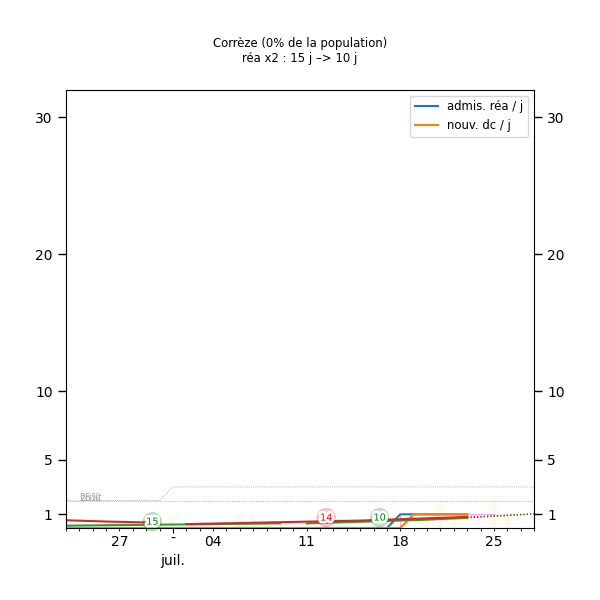 Corrèze (0% de la population)
réa x2 : 15 j –> 10 j
admis. réa / j
nouv. dc / j
30 30
20 20
10 10
5 5
15 14 10
1 1
27 - 04 11 18 25
juil.